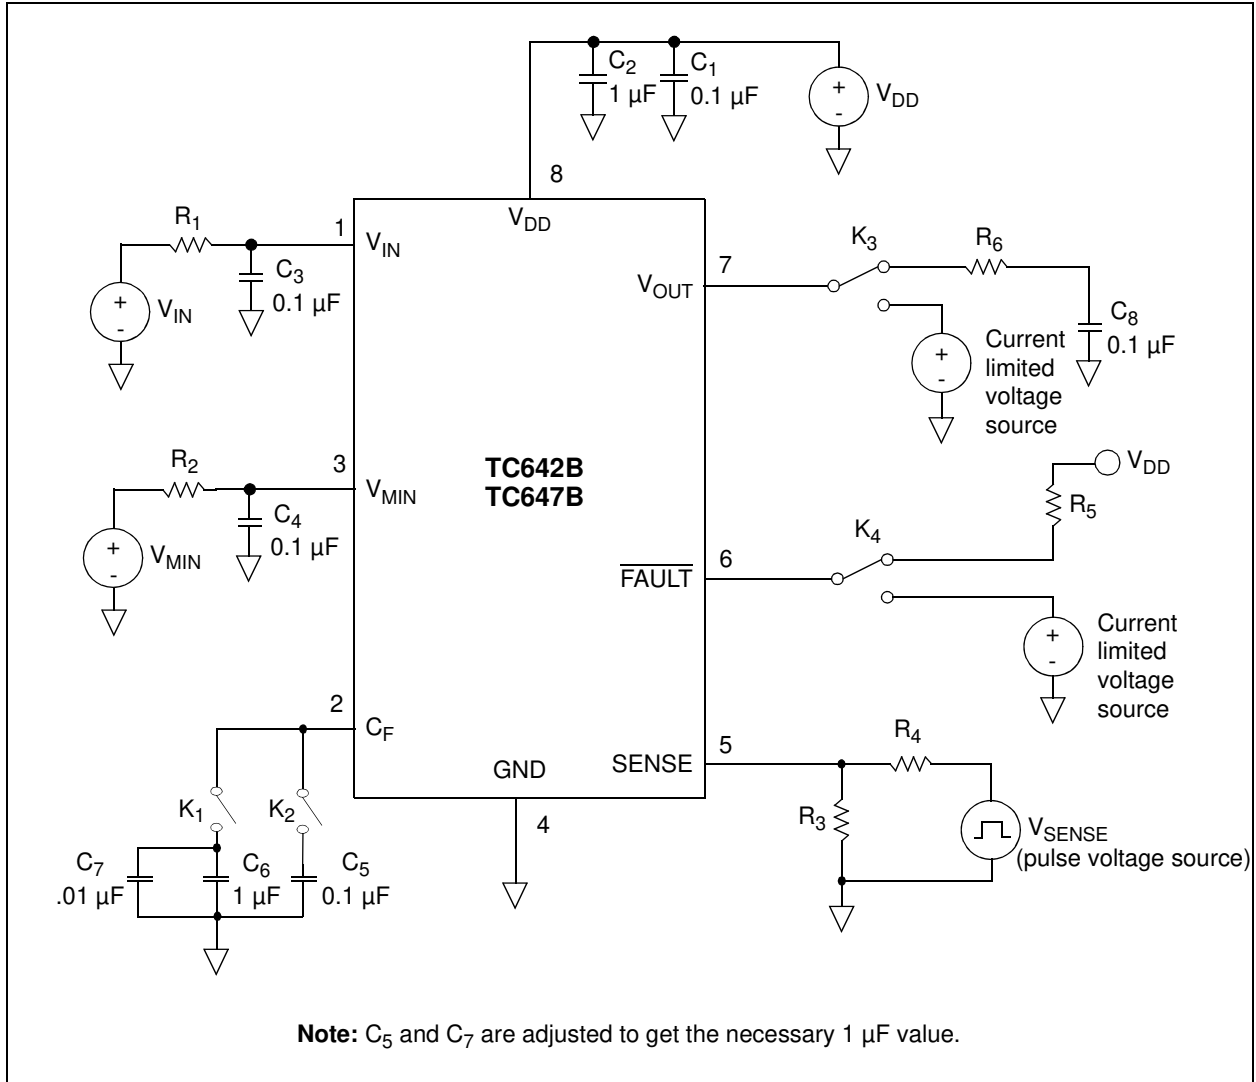 C2
1 µF
C1
0.1 µF
+
-
VDD
8
VDD
R1
1
VIN
C3
0.1 µF
+
-
VIN
7
VOUT
K3
R6
C8
0.1 µF
+
-
Current
limited
voltage
source
R2
3
VMIN
C4
0.1 µF
+
-
VMIN
TC642B
TC647B
VDD
R5
K4
6
FAULT
+
-
Current
limited
voltage
source
2
CF
K1
K2
C7
.01 µF
C6
1 µF
C5
0.1 µF
GND
4
SENSE
5
R4
R3
VSENSE
(pulse voltage source)
Note: C5 and C7 are adjusted to get the necessary 1 µF value.